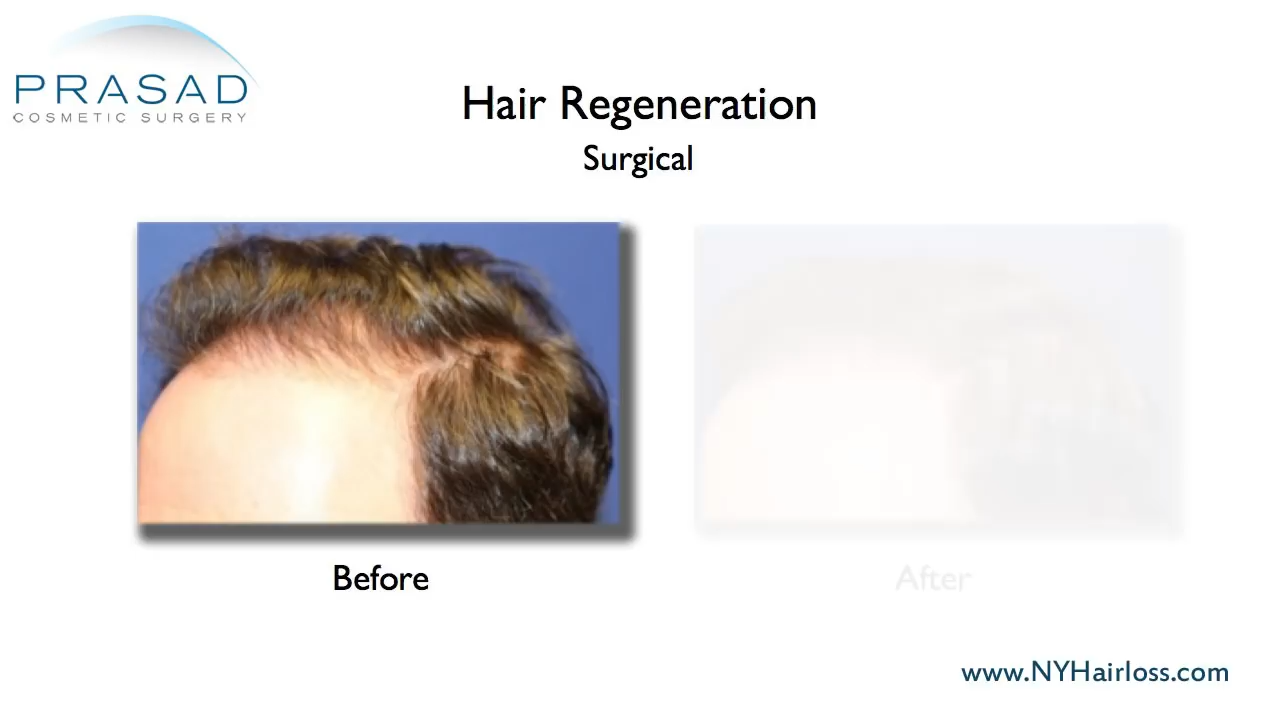 PRASAD
COSMETIC SURGERY
Hair Regeneration
Surgical
Before
After
www.NYHairloss.com